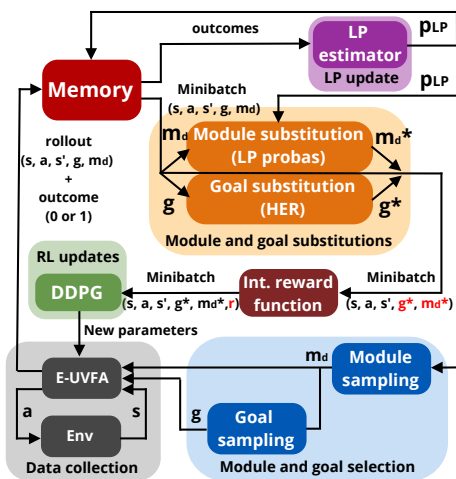 outcomes
LP
estimator
LP update
pLP
pLP
Memory
Minibatch
(s, a, s', g, md)
md
Module substitution
(LP probas)
md*
g
Goal substitution
(HER)
g*
Module and goal substitutions
rollout
(s, a, s', g, md)
+
outcome
(0 or 1)
RL updates
DDPG
Minibatch
(s, a, s', g*, md*,r)
Int. reward
function
Minibatch
(s, a, s', g*, md*)
New parameters
E-UVFA
a
s
Env
Data collection
md
Module
sampling
g
Goal
sampling
Module and goal selection